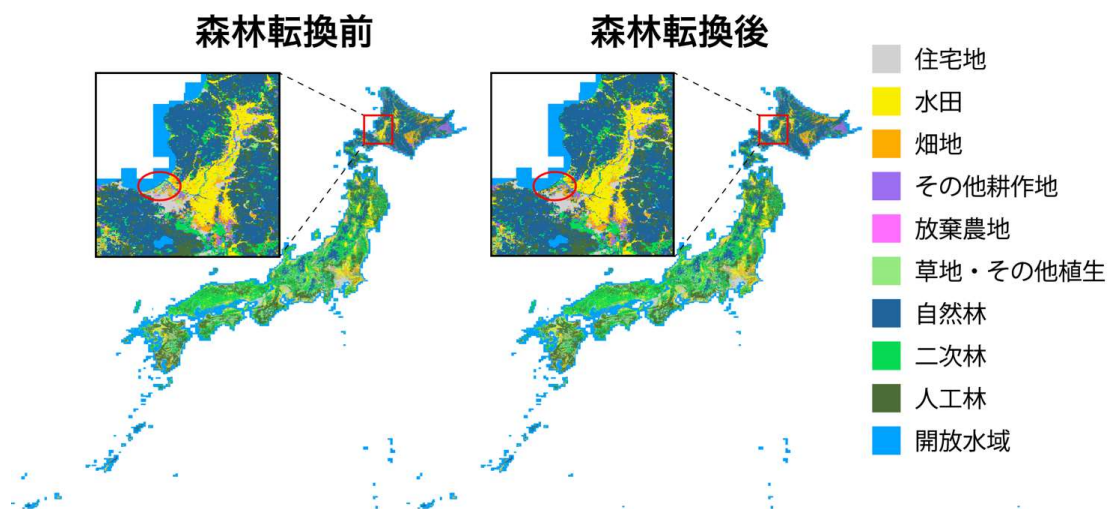 森林転換前
森林転換後
住宅地
水田
畑地
その他耕作地
放棄農地
草地・その他植生
自然林
二次林
人工林
開放水域